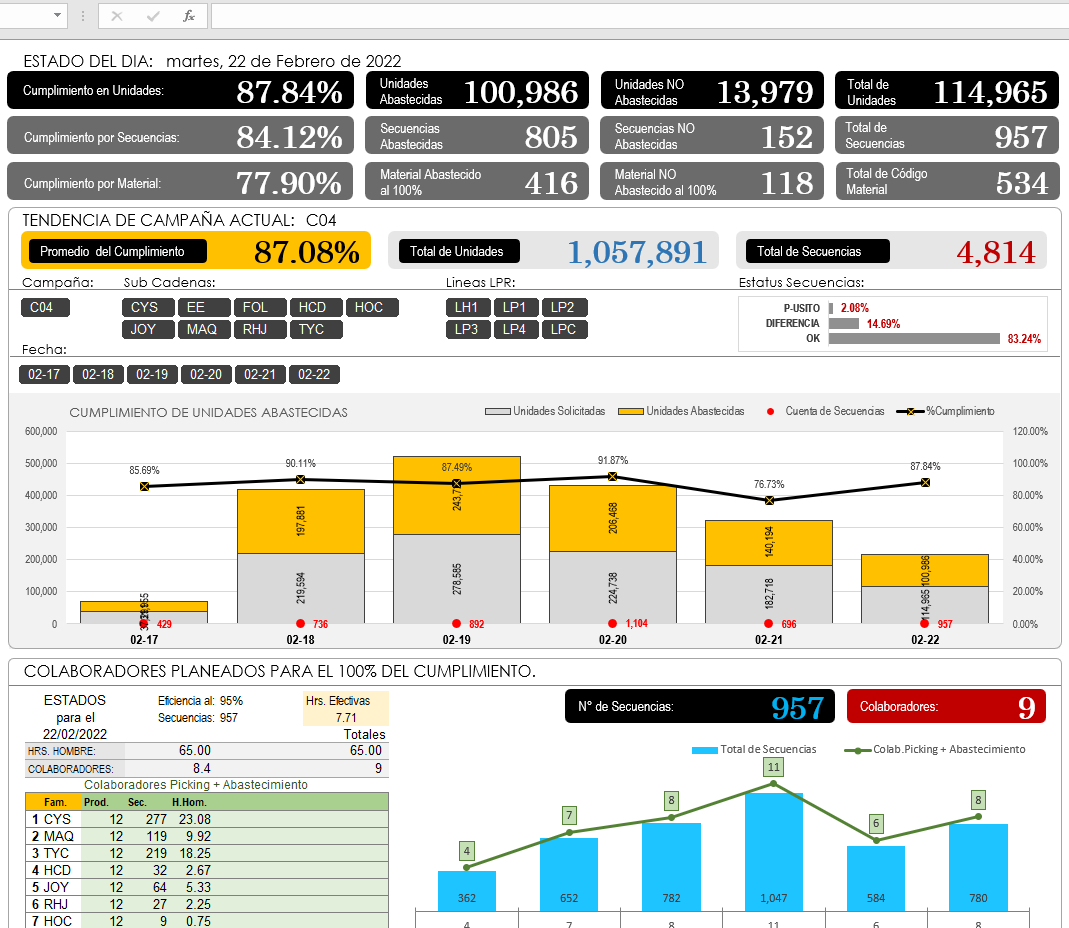 fx
ESTADO DEL DIA: martes, 22 de Febrero de 2022
Cumplimiento en Unidades: 87.84%
Unidades Abastecidas 100,986
Unidades NO Abastecidas 13,979
Total de Unidades 114,965
Cumplimiento por Secuencias: 84.12%
Secuencias Abastecidas 805
Secuencias NO Abastecidas 152
Total de Secuencias 957
Cumplimiento por Material: 77.90%
Material Abastecido al 100% 416
Material NO Abastecido al 100% 118
Total de Código Material 534
TENDENCIA DE CAMPAÑA ACTUAL: C04
Promedio del Cumplimiento 87.08%
Total de Unidades 1,057,891
Total de Secuencias 4,814
Campaña: Sub Cadenas: Lineas LPR: Estatus Secuencias:
C04 CYS EE FOL HCD HOC LH1 LP1 LP2
JOY MAQ RHJ TYC LP3 LP4 LPC
P-USITO 2.08%
DIFERENCIA 14.69%
OK 83.24%
Fecha:
02-17 02-18 02-19 02-20 02-21 02-22
CUMPLIMIENTO DE UNIDADES ABASTECIDAS
Unidades Solicitadas Unidades Abastecidas Cuenta de Secuencias %Cumplimiento
600,000 120.00%
500,000 100.00%
400,000 80.00%
300,000 60.00%
200,000 40.00%
100,000 20.00%
0 0.00%
85.69% 90.11% 87.49% 91.87% 76.73% 87.84%
197,881 206,468 140,194 100,986
219,594 278,585 224,738 182,718 114,965
429 736 892 1,104 696 957
02-17 02-18 02-19 02-20 02-21 02-22
COLABORADORES PLANEADOS PARA EL 100% DEL CUMPLIMIENTO.
ESTADOS
para el
22/02/2022
Eficiencia al: 95%
Secuencias: 957
Hrs. Efectivas
7.71
Totales
HRS. HOMBRE: 65.00 65.00
COLABORADORES: 8.4 9
Colaboradores Picking + Abastecimiento
Fam. Prod. Sec. H.Hom.
1 CYS 12 277 23.08
2 MAQ 12 119 9.92
3 TYC 12 219 18.25
4 HCD 12 32 2.67
5 JOY 12 64 5.33
6 RHJ 12 27 2.25
7 HOC 12 9 0.75
N° de Secuencias: 957
Colaboradores: 9
Total de Secuencias Colab.Picking + Abastecimiento
4 7 8 11 6 8
362 652 782 1,047 584 780
4 7 8 11 6 8